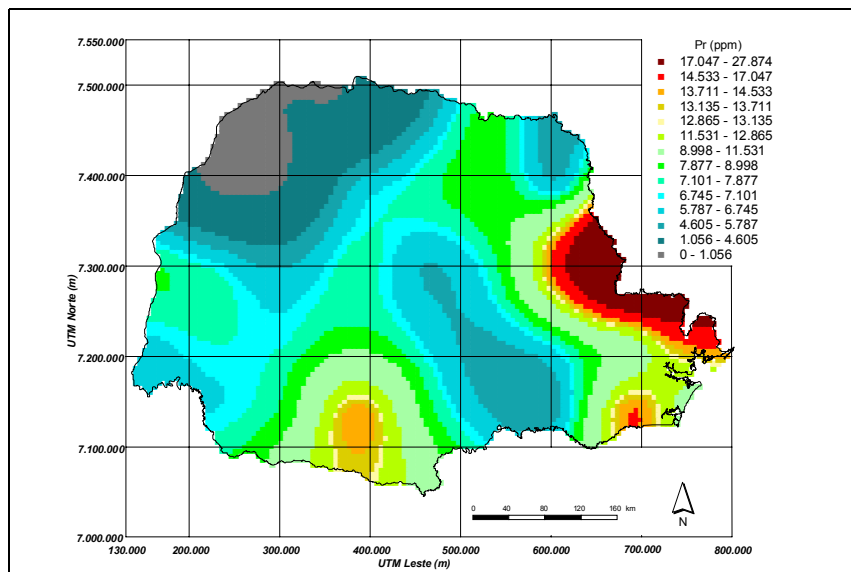 Pr (ppm)
17.047 - 27.874
14.533 - 17.047
13.711 - 14.533
13.135 - 13.711
12.865 - 13.135
11.531 - 12.865
8.998 - 11.531
7.877 - 8.998
7.101 - 7.877
6.745 - 7.101
5.787 - 6.745
4.605 - 5.787
1.056 - 4.605
0 - 1.056
7.550.000
7.500.000
7.400.000
7.300.000
7.200.000
7.100.000
7.000.000
UTM Norte (m)
0 40 80 120 160 km
N
130.000 200.000 300.000 400.000 500.000 600.000 700.000 800.000
UTM Leste (m)